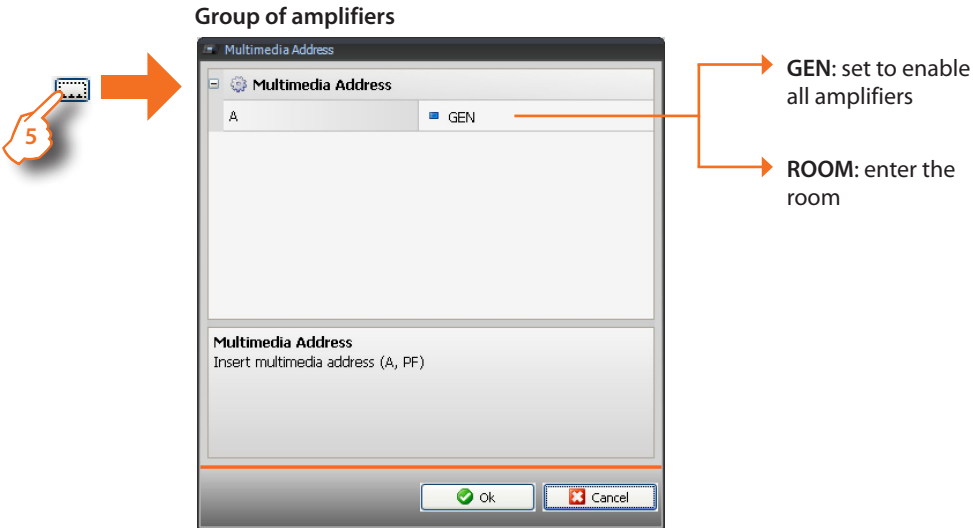 Group of amplifiers
Multimedia Address
Multimedia Address
A
GEN
GEN: set to enable
all amplifiers
ROOM: enter the
room
5
Multimedia Address
Insert multimedia address (A, PF)
Ok
Cancel